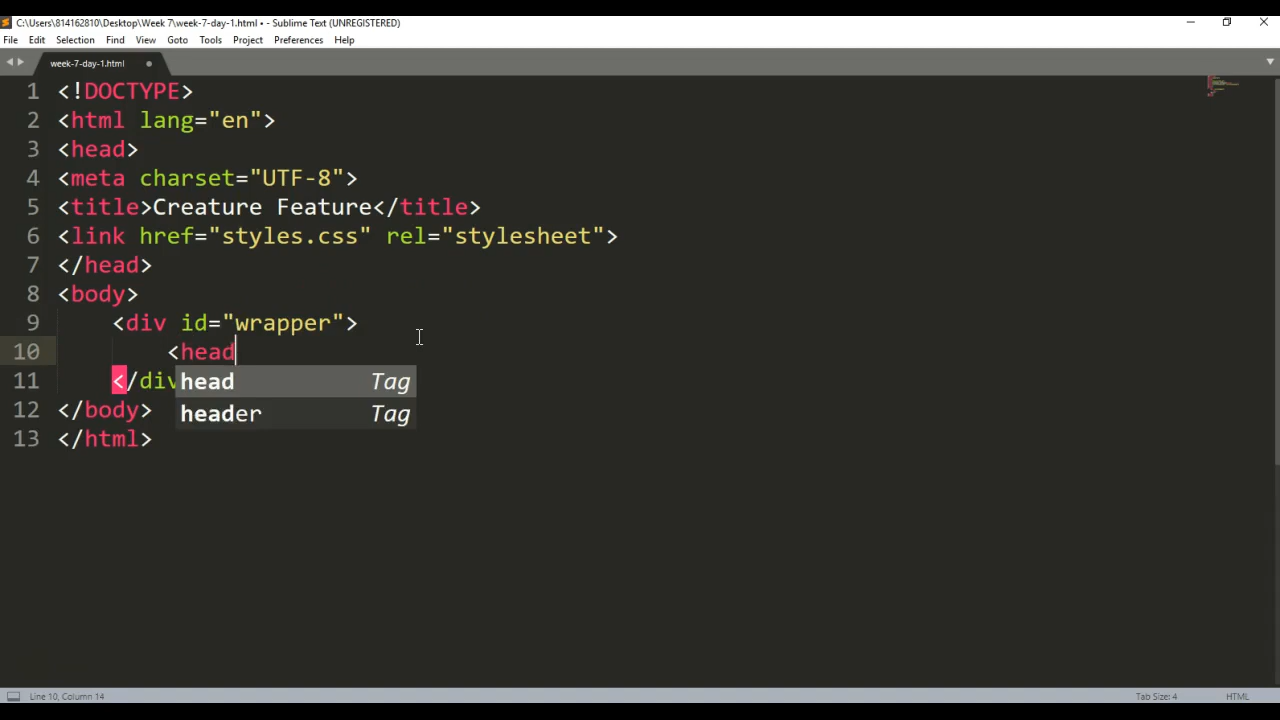 C:\Users\814162810\Desktop\Week 7\week-7-day-1.html • - Sublime Text (UNREGISTERED)
File Edit Selection Find View Goto Tools Project Preferences Help
week-7-day-1.html
1 <!DOCTYPE>
2 <html lang="en">
3 <head>
4 <meta charset="UTF-8">
5 <title>Creature Feature</title>
6 <link href="styles.css" rel="stylesheet">
7 </head>
8 <body>
9 <div id="wrapper">
10 <head
11 </div
head Tag
12 </body>
header Tag
13 </html>
Line 10, Column 14 Tab Size: 4 HTML